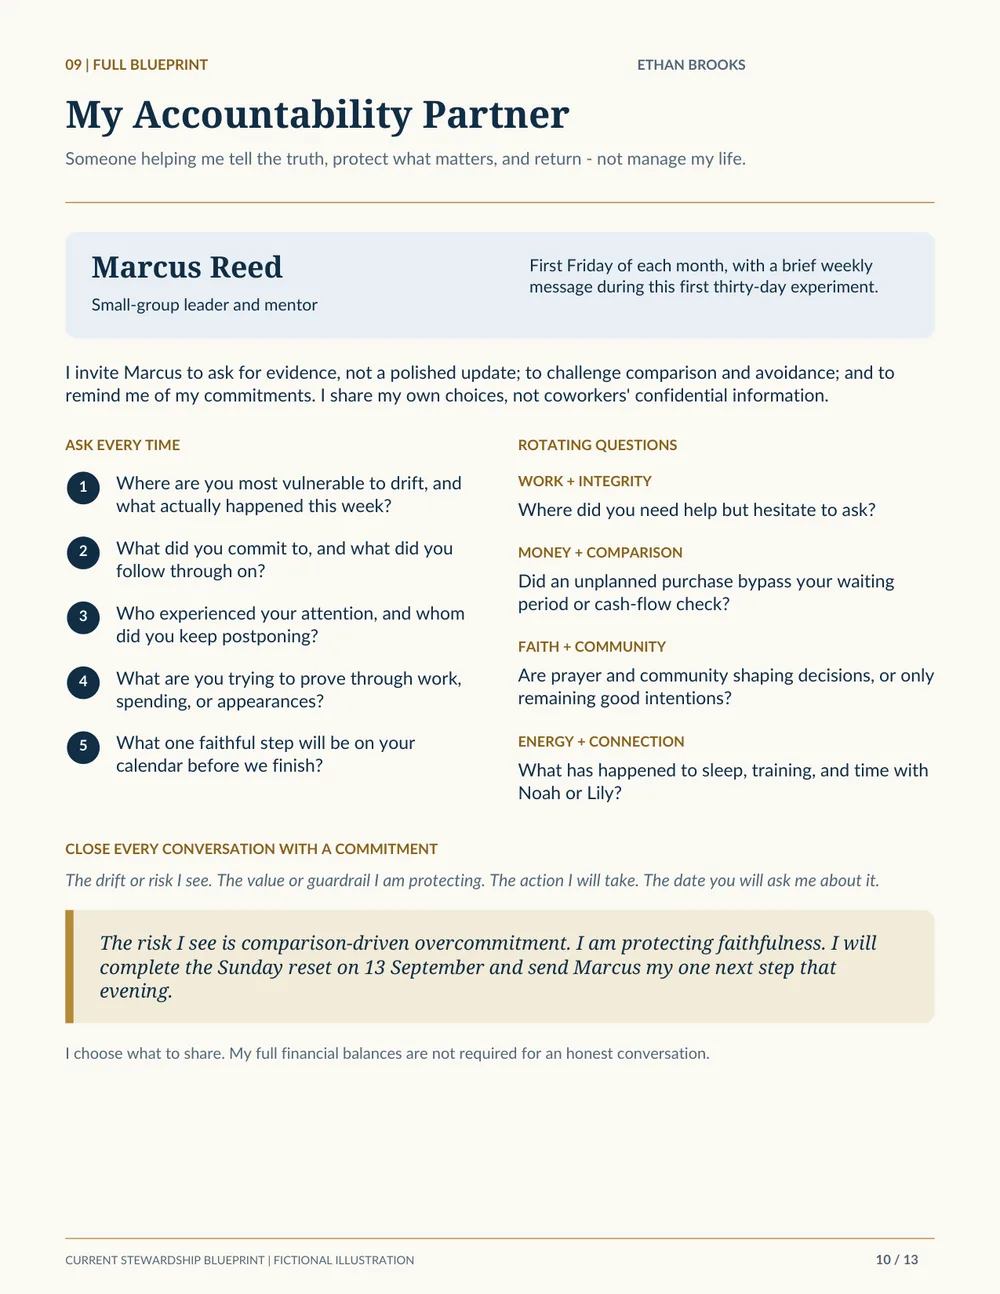 09 | FULL BLUEPRINT
ETHAN BROOKS
My Accountability Partner
Someone helping me tell the truth, protect what matters, and return - not manage my life.
Marcus Reed
Small-group leader and mentor
First Friday of each month, with a brief weekly
message during this first thirty-day experiment.
I invite Marcus to ask for evidence, not a polished update; to challenge comparison and avoidance; and to
remind me of my commitments. I share my own choices, not coworkers' confidential information.
ASK EVERY TIME
1
Where are you most vulnerable to drift, and
what actually happened this week?
2
What did you commit to, and what did you
follow through on?
3
Who experienced your attention, and whom
did you keep postponing?
4
What are you trying to prove through work,
spending, or appearances?
5
What one faithful step will be on your
calendar before we finish?
ROTATING QUESTIONS
WORK + INTEGRITY
Where did you need help but hesitate to ask?
MONEY + COMPARISON
Did an unplanned purchase bypass your waiting
period or cash-flow check?
FAITH + COMMUNITY
Are prayer and community shaping decisions, or only
remaining good intentions?
ENERGY + CONNECTION
What has happened to sleep, training, and time with
Noah or Lily?
CLOSE EVERY CONVERSATION WITH A COMMITMENT
The drift or risk I see. The value or guardrail I am protecting. The action I will take. The date you will ask me about it.
The risk I see is comparison-driven overcommitment. I am protecting faithfulness. I will
complete the Sunday reset on 13 September and send Marcus my one next step that
evening.
I choose what to share. My full financial balances are not required for an honest conversation.
CURRENT STEWARDSHIP BLUEPRINT | FICTIONAL ILLUSTRATION
10 / 13